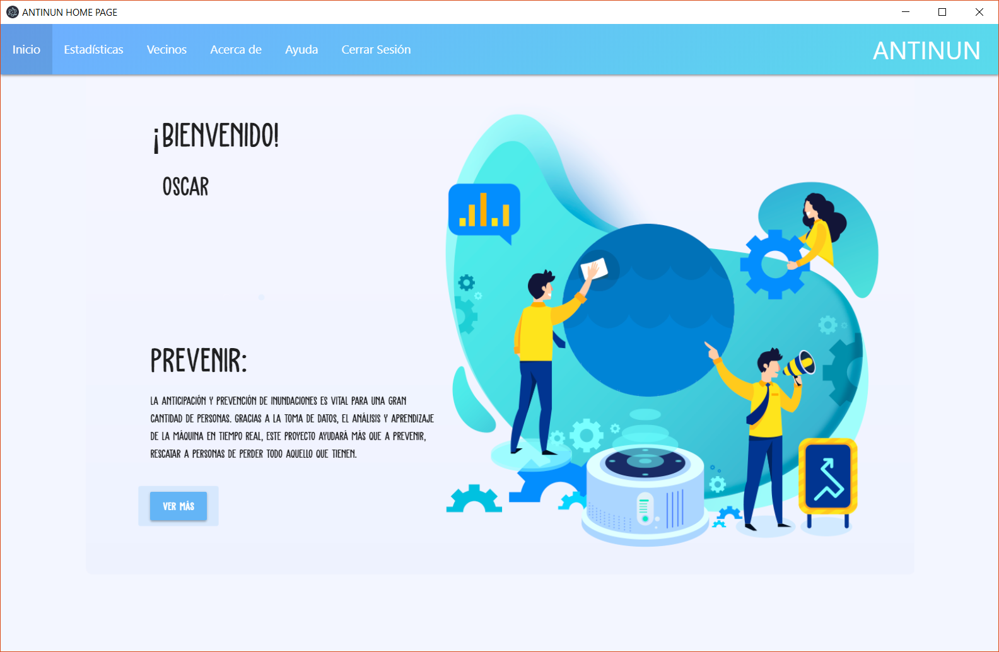 ANTINUN HOME PAGE
Inicio
Estadísticas
Vecinos
Acerca de
Ayuda
Cerrar Sesión
ANTINUN
¡BIENVENIDO!
OSCAR
PREVENIR:
LA ANTICIPACIÓN Y PREVENCIÓN DE INUNDACIONES ES VITAL PARA UNA GRAN
CANTIDAD DE PERSONAS. GRACIAS A LA TOMA DE DATOS, EL ANÁLISIS Y APRENDIZAJE
DE LA MÁQUINA EN TIEMPO REAL, ESTE PROYECTO AYUDARÁ MÁS QUE A PREVENIR,
RESCATAR A PERSONAS DE PERDER TODO AQUELLO QUE TIENEN.
VER MÁS